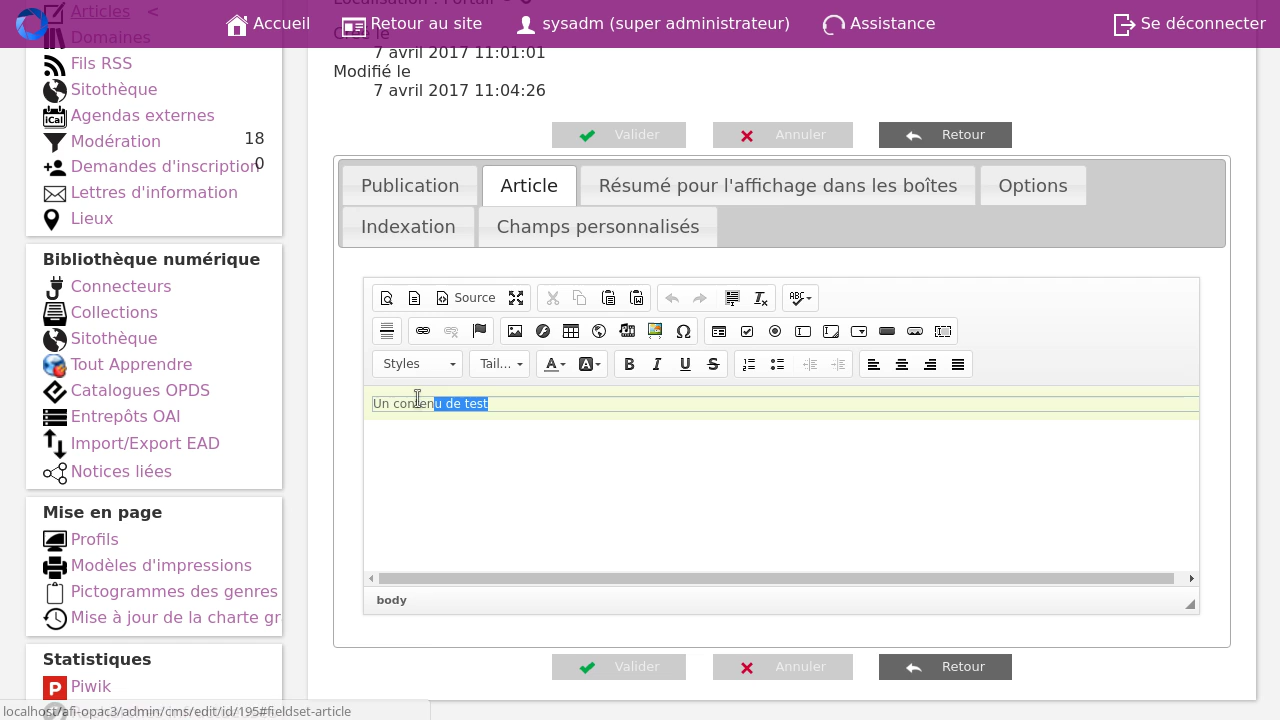 Articles <
Domaines
Fils RSS
Sitothèque
Agendas externes
Modération 18
Demandes d'inscription 0
Lettres d'information
Lieux
Bibliothèque numérique
Connecteurs
Collections
Sitothèque
Tout Apprendre
Catalogues OPDS
Entrepôts OAI
Import/Export EAD
Notices liées
Mise en page
Profils
Modèles d'impressions
Pictogrammes des genres
Mise à jour de la charte gr
Statistiques
Piwik
localhost/afi-opac3/admin/cms/edit/id/195#fieldset-article
Accueil
Retour au site
sysadm (super administrateur)
Assistance
Se déconnecter
Créé le
7 avril 2017 11:01:01
Modifié le
7 avril 2017 11:04:26
Valider
Annuler
Retour
Publication
Article
Résumé pour l'affichage dans les boîtes
Options
Indexation
Champs personnalisés
Source
ABC
Styles
Tail...
A
A
B
I
U
S
Un contenu de test
body
Valider
Annuler
Retour